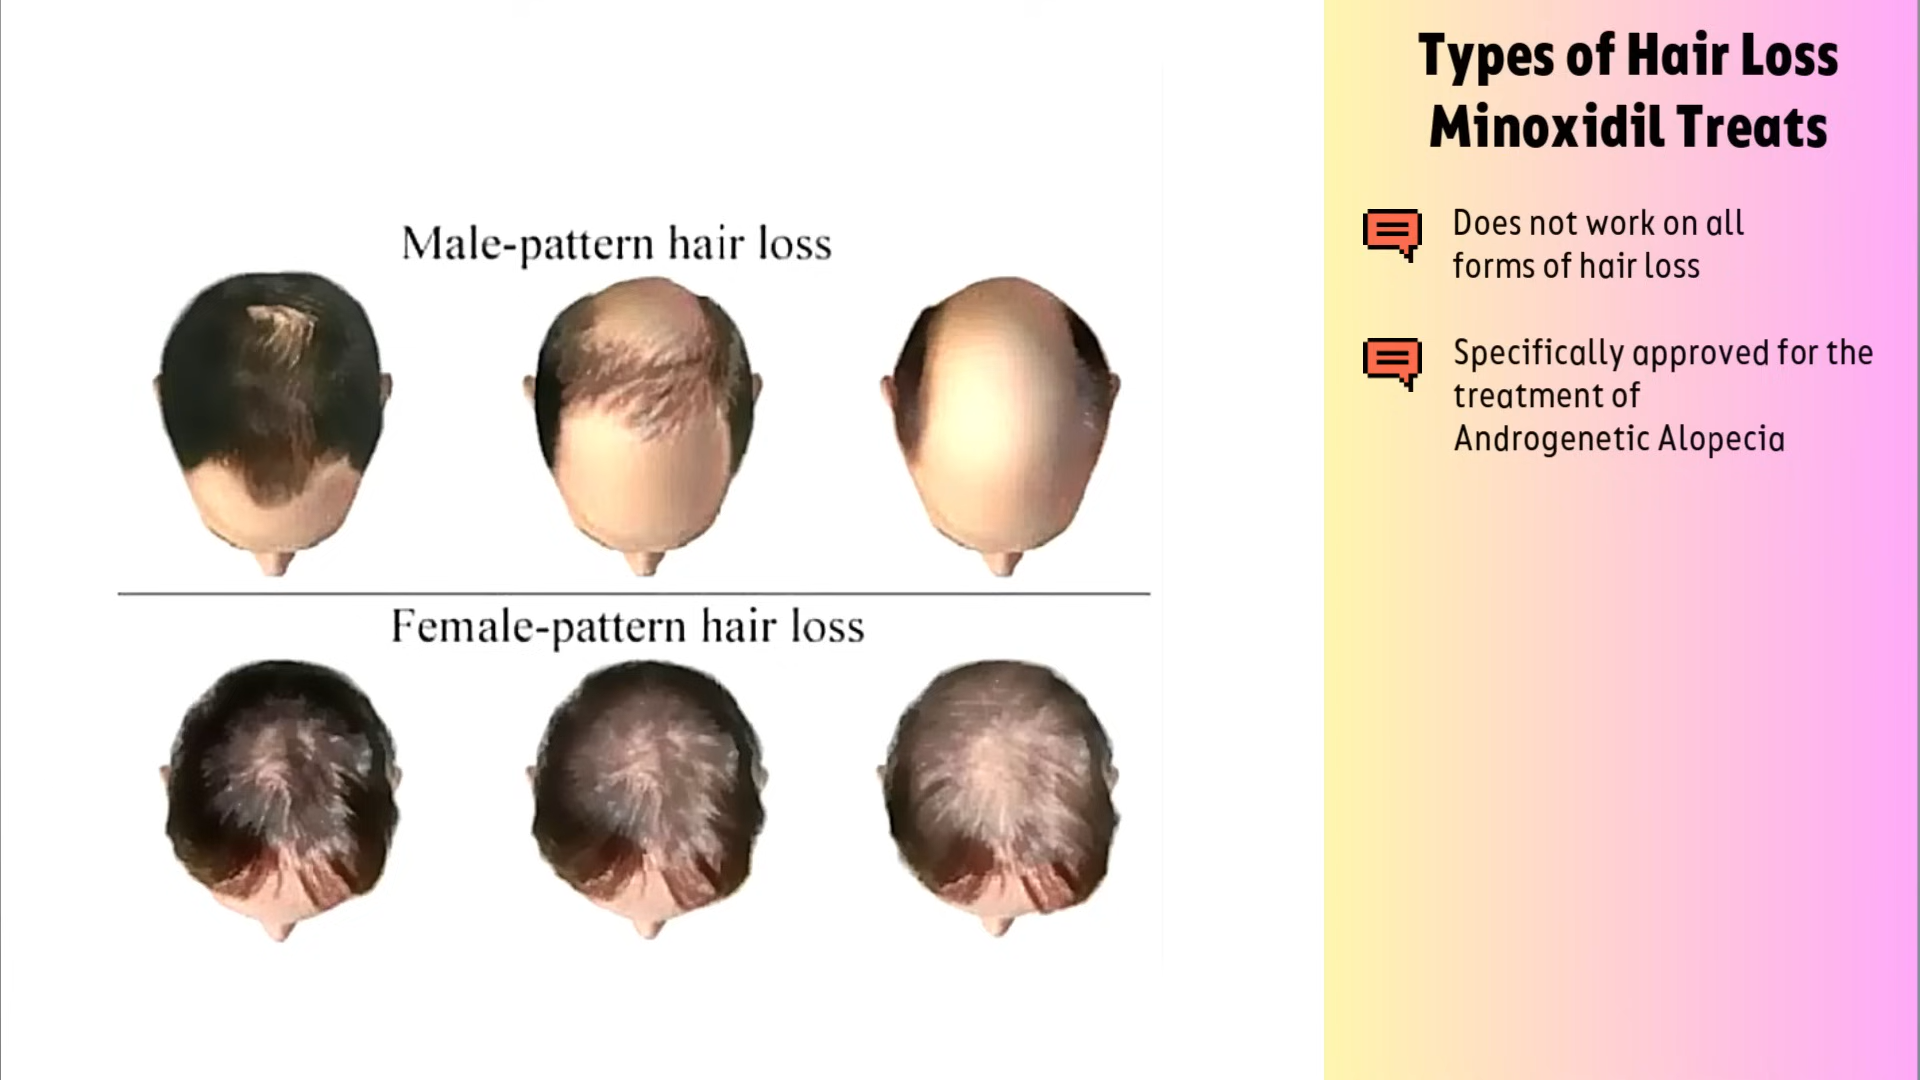 Male-pattern hair loss
Female-pattern hair loss
Types of Hair Loss
Minoxidil Treats
Does not work on all
forms of hair loss
Specifically approved for the
treatment of
Androgenetic Alopecia